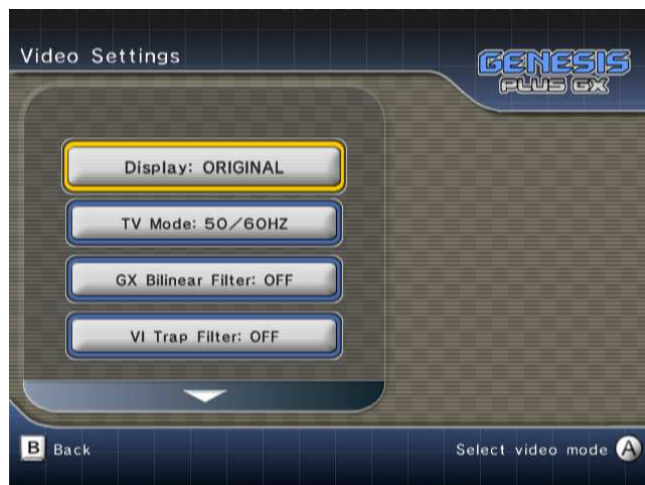 Video Settings
GENESIS
PLUS GX
Display: ORIGINAL
TV Mode: 50/60HZ
GX Bilinear Filter: OFF
VI Trap Filter: OFF
B Back
Select video mode A